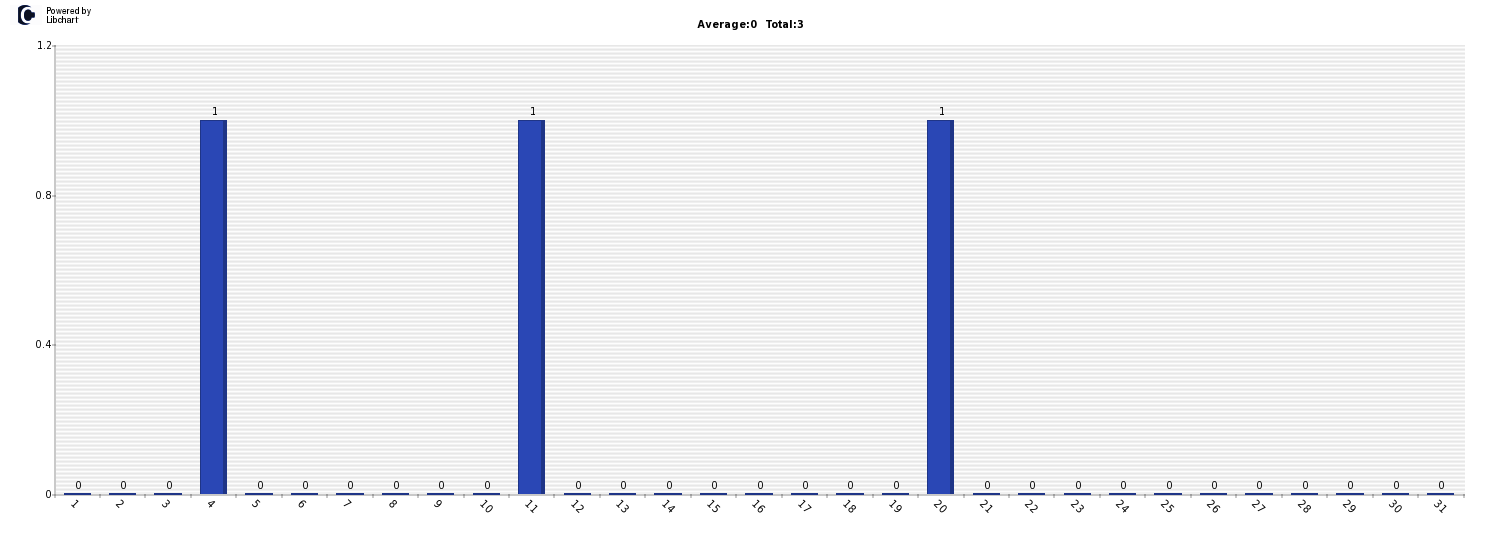 Powered by
Libchart
Average:0 Total:3
1.2
0.8
0.4
0
0 0 0 1 0 0 0 0 0 0 1 0 0 0 0 0 0 0 0 1 0 0 0 0 0 0 0 0 0 0 0
1 2 3 4 5 6 7 8 9 10 11 12 13 14 15 16 17 18 19 20 21 22 23 24 25 26 27 28 29 30 31